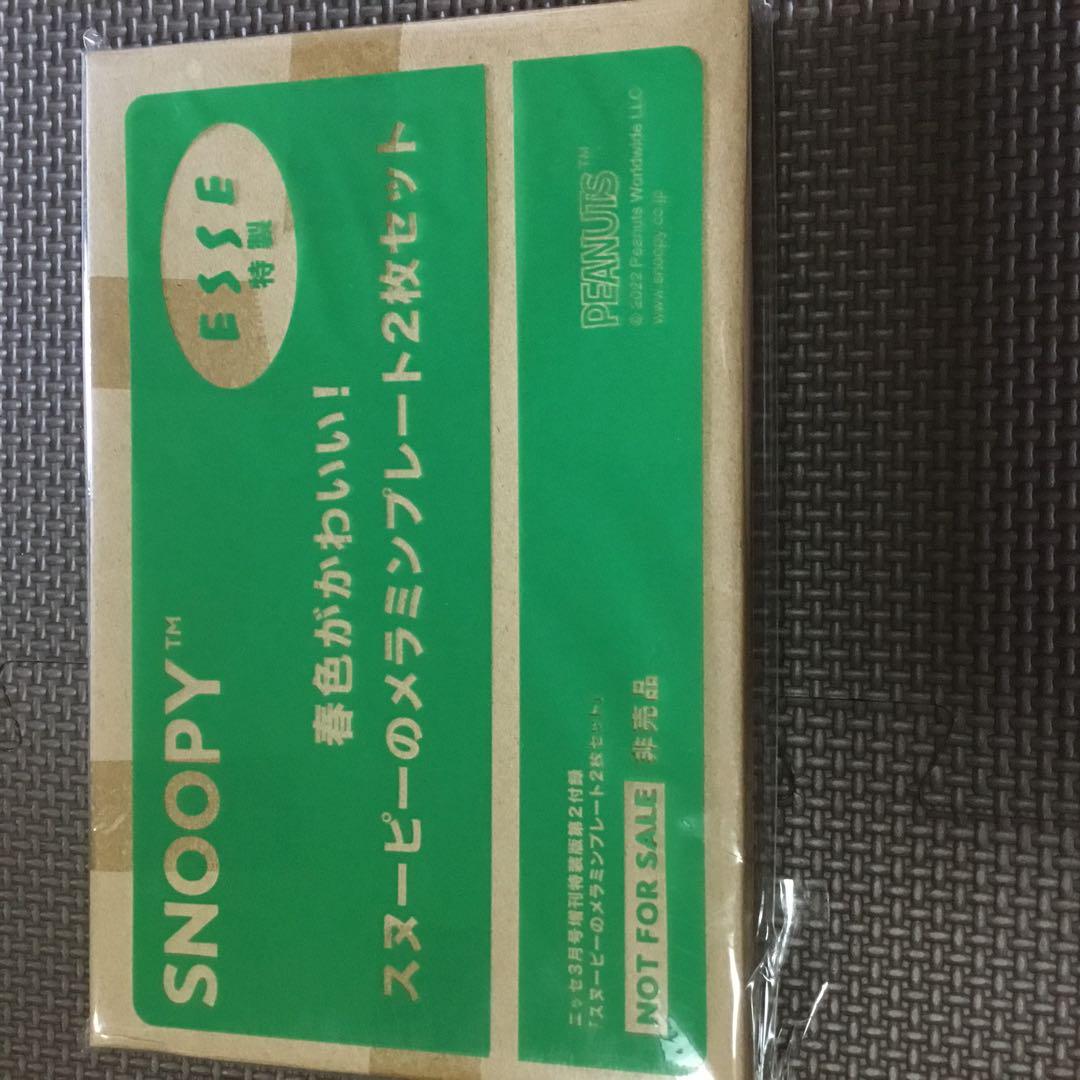 SNOOPY™
ESSE
特製
春色がかわいい!
スヌーピーのメラミンプレート2枚セット
エッセ3月号増刊特装版第2付録
「スヌーピーのメラミンプレート2枚セット」
NOT FOR SALE 非売品
PEANUTS™
© 2022 Peanuts Worldwide LLC
www.snoopy.co.jp